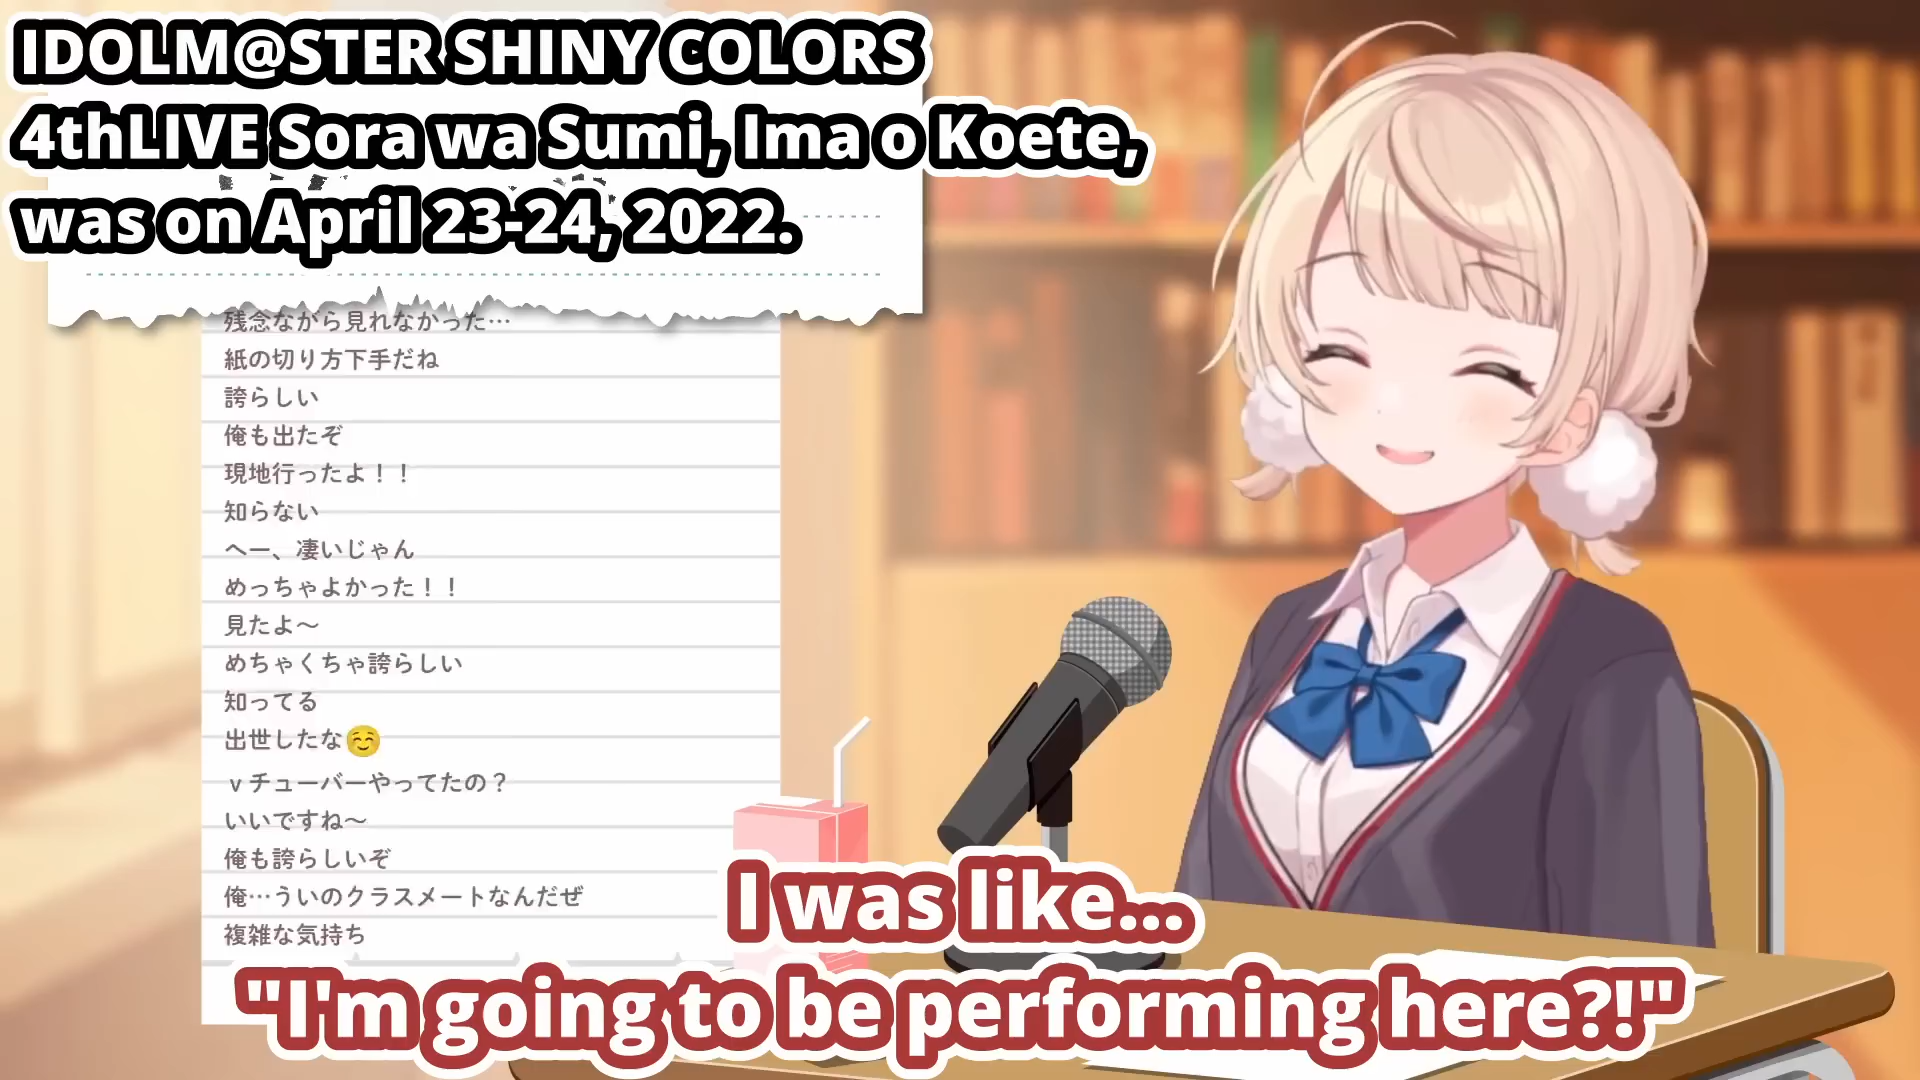 IDOLM@STER SHINY COLORS
4thLIVE Sora wa Sumi, Ima o Koete,
was on April 23-24, 2022.
残念ながら見れなかった…
紙の切り方下手だね
誇らしい
俺も出たぞ
現地行ったよ！！
知らない
へー、凄いじゃん
めっちゃよかった！！
見たよ～
めちゃくちゃ誇らしい
知ってる
出世したな☺️
ｖチューバーやってたの？
いいですね～
俺も誇らしいぞ
俺…ういのクラスメートなんだぜ
複雑な気持ち
I was like...
"I'm going to be performing here?!"